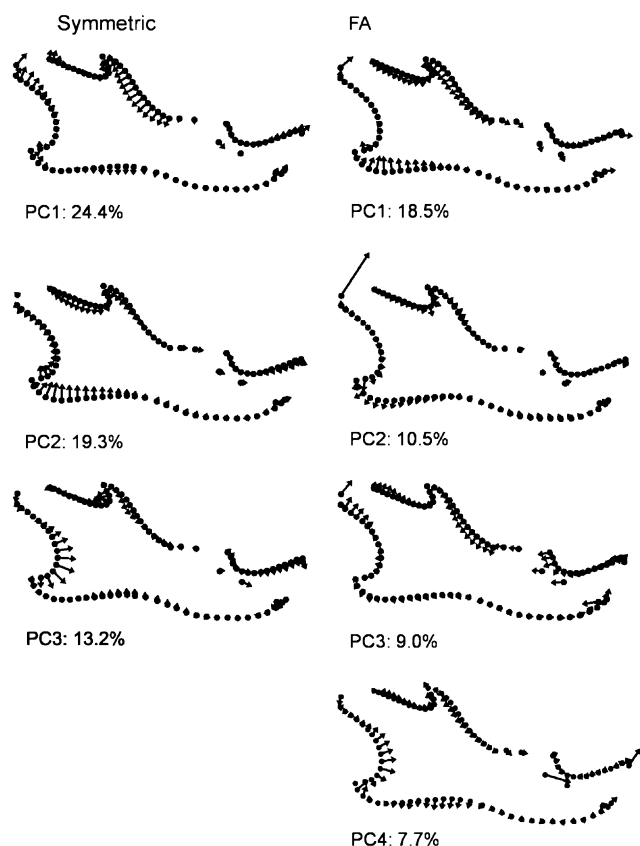 Symmetric FA
PC1: 24.4% PC1: 18.5%
PC2: 19.3% PC2: 10.5%
PC3: 13.2% PC3: 9.0%
PC4: 7.7%